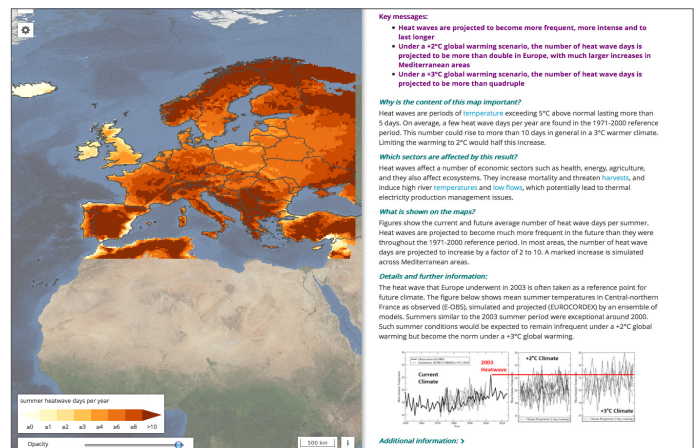 Key messages:
Heat waves are projected to become more frequent, more intense and to
last longer
Under a +2°C global warming scenario, the number of heat wave days is
projected to be more than double in Europe, with much larger increases in
Mediterranean areas
Under a +3°C global warming scenario, the number of heat wave days is
projected to be more than quadruple
Why is the content of this map important?
Heat waves are periods of temperature exceeding 5°C above normal lasting more than
5 days. On average, a few heat wave days per year are found in the 1971-2000 reference
period. This number could rise to more than 10 days in general in a 3°C warmer climate.
Limiting the warming to 2°C would half this increase.
Which sectors are affected by this result?
Heat waves affect a number of economic sectors such as health, energy, agriculture,
and they also affect ecosystems. They increase mortality and threaten harvests, and
induce high river temperatures and low flows, which potentially lead to thermal
electricity production management issues.
What is shown on the maps?
Figures show the current and future average number of heat wave days per summer.
Heat waves are projected to become much more frequent in the future than they were
throughout the 1971-2000 reference period. In most areas, the number of heat wave
days are projected to increase by a factor of 2 to 10. A marked increase is simulated
across Mediterranean areas.
Details and further information:
The heat wave that Europe underwent in 2003 is often taken as a reference point for
future climate. The figure below shows mean summer temperatures in Central-northern
France as observed (E-OBS), simulated and projected (EUROCORDEX) by an ensemble of
models. Summers similar to the 2003 summer period were exceptional around 2000.
Such summer conditions would be expected to remain infrequent under a +2°C global
warming but become the norm under a +3°C global warming.
2003
Heatwave
Current
Climate
+2°C Climate
+3°C Climate
Additional information: >
summer heatwave days per year
≥0 ≥1 ≥2 ≥3 ≥4 ≥6 ≥8 >10
Opacity
500 km
i